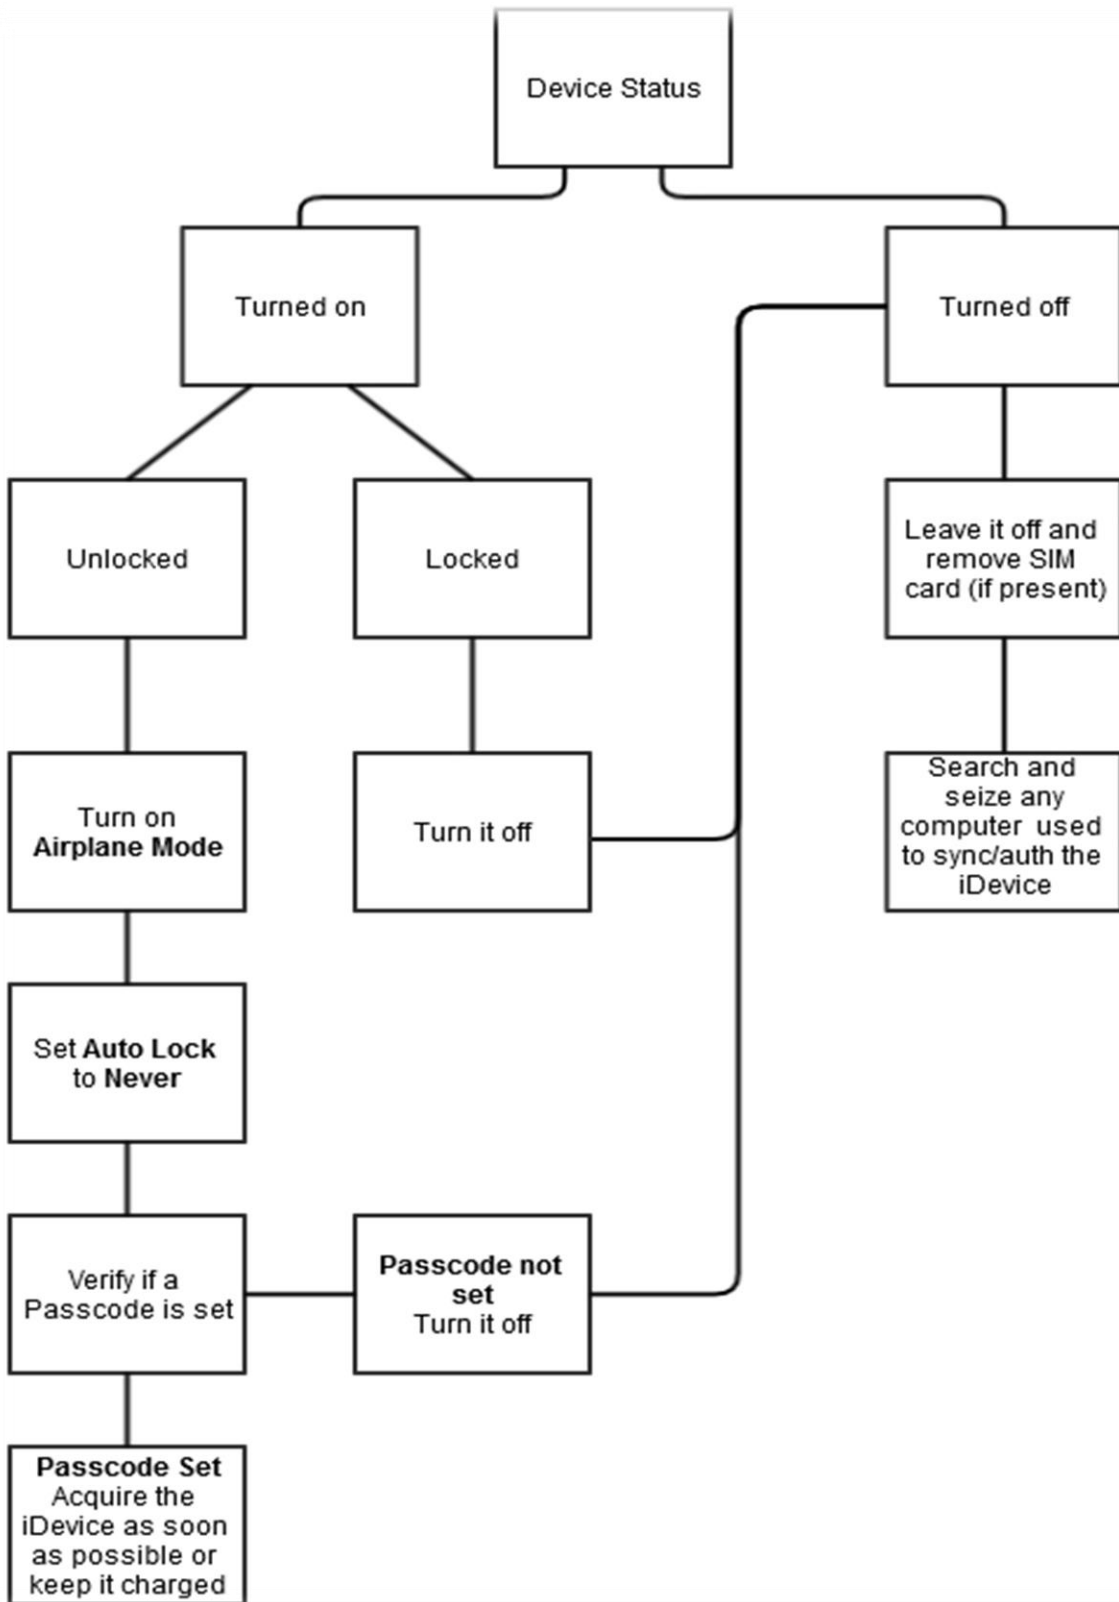 Device Status
Turned on
Turned off
Unlocked
Locked
Leave it off and
remove SIM
card (if present)
Turn on
Airplane Mode
Turn it off
Search and
seize any
computer used
to sync/auth the
iDevice
Set Auto Lock
to Never
Verify if a
Passcode is set
Passcode not
set
Turn it off
Passcode Set
Acquire the
iDevice as soon
as possible or
keep it charged